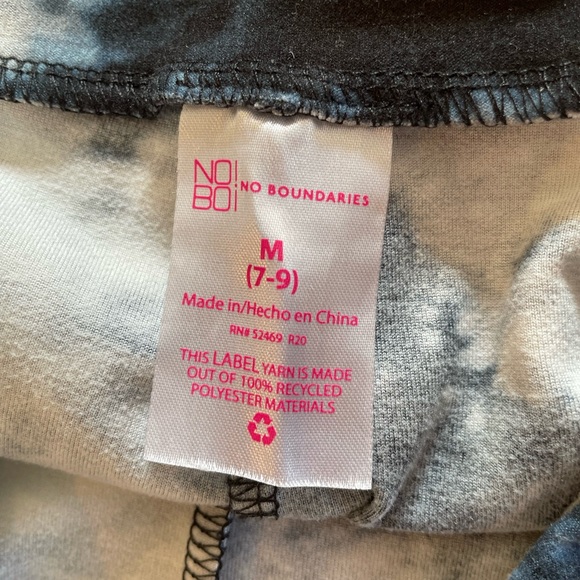 NO!
BO!
NO BOUNDARIES
M
(7-9)
Made in/Hecho en China
RN# 52469 R20
THIS LABEL YARN IS MADE
OUT OF 100% RECYCLED
POLYESTER MATERIALS